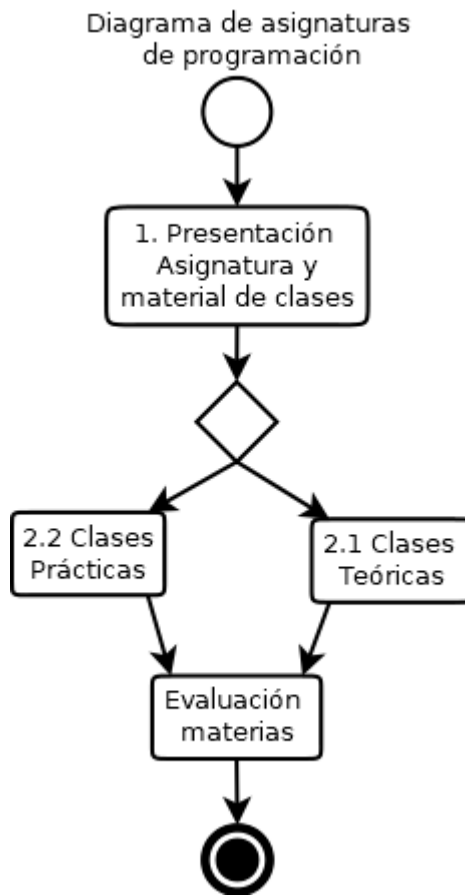 Diagrama de asignaturas
de programación
1. Presentación
Asignatura y
material de clases
2.2 Clases
Prácticas
2.1 Clases
Teóricas
Evaluación
materias